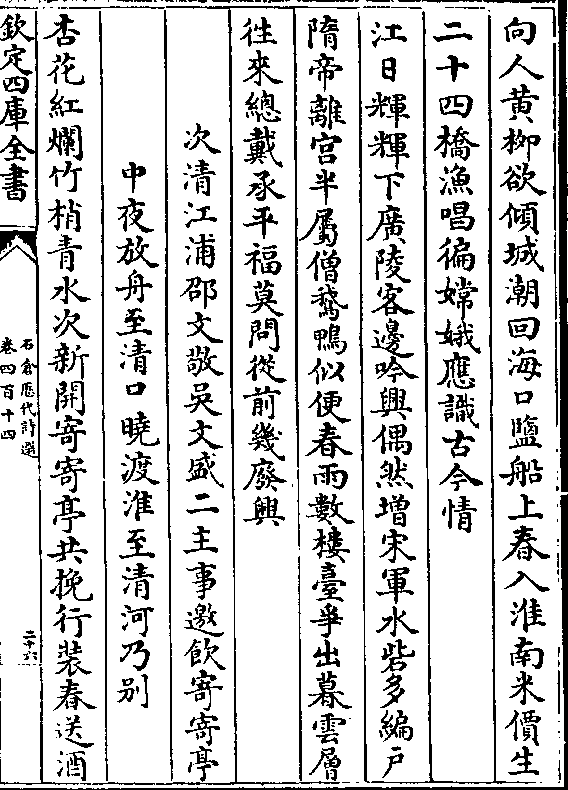 向人黄柳欲傾城潮回海口鹽船上春入淮南米價生
二十四橋漁唱徧嫦娥應識古今情
江日輝輝下廣陵客邊吟興偶然增宋軍水砦多編戶
隋帝離宫半屬僧鵞鴨似便春雨數樓臺爭出暮雲層
往來總戴承平福莫問從前幾廢興
次清江浦邵文敬吳文盛二主事邀飲寄寄亭
中夜放舟至清口曉渡淮至清河乃别
杏花紅爛竹梢青水次新開寄寄亭共挽行裝春送酒
欽定四庫全書
石倉歷代詩選
卷四百十四
二十六